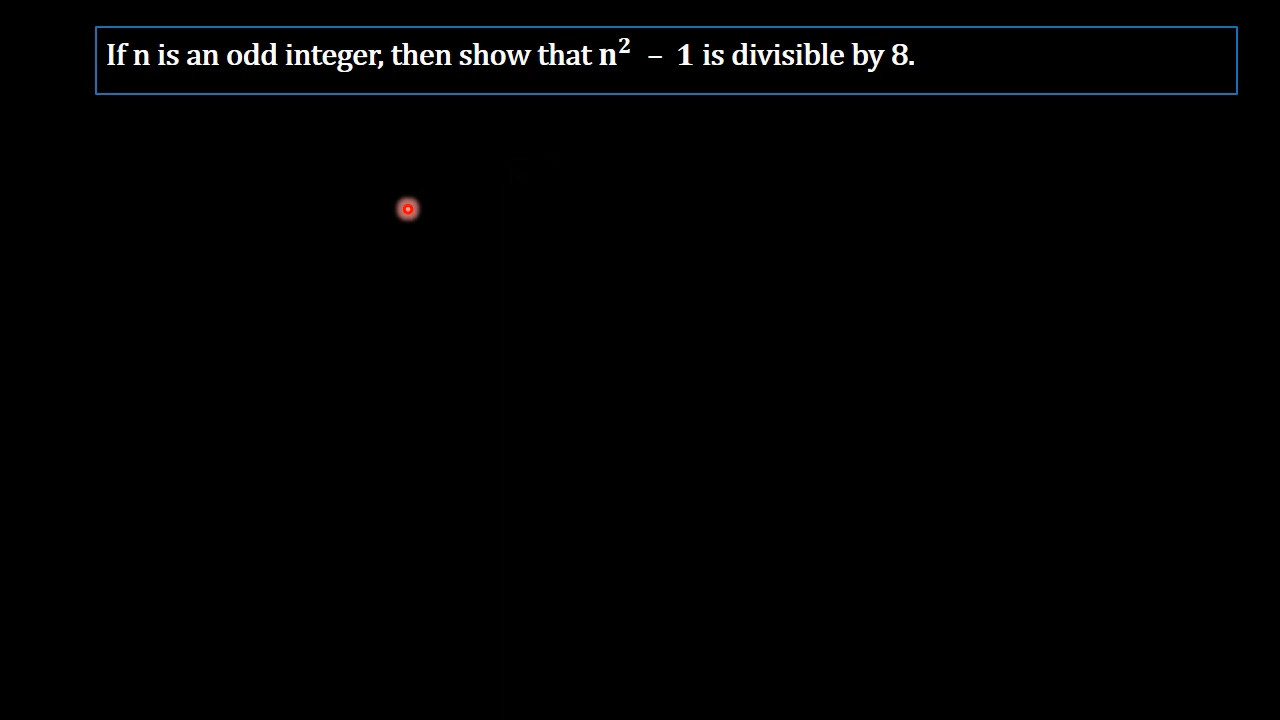 If n is an odd integer, then show that n² – 1 is divisible by 8.